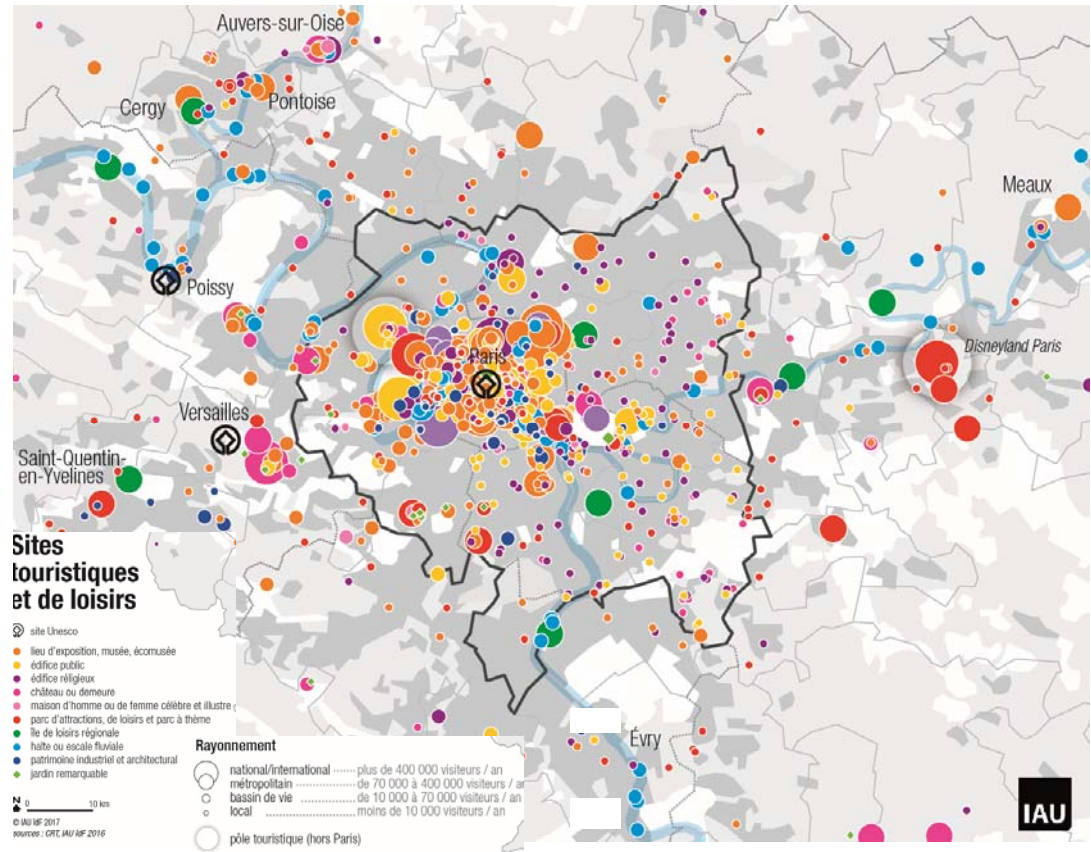 Auvers-sur-Oise
Cergy
Pontoise
Meaux
Poissy
Disneyland Paris
Paris
Versailles
Saint-Quentin-
en-Yvelines
Évry
Sites
touristiques
et de loisirs
site Unesco
lieu d'exposition, musée, écomusée
édifice public
édifice réligieux
château ou demeure
maison d'homme ou de femme célèbre et illustre
parc d'attractions, de loisirs et parc à thème
île de loisirs régionale
halte ou escale fluviale
patrimoine industriel et architectural
jardin remarquable
N 0 10 km
© IAU IdF 2017
sources : CRT, IAU IdF 2016
Rayonnement
national/international plus de 400 000 visiteurs / an
métropolitain de 70 000 à 400 000 visiteurs / an
bassin de vie de 10 000 à 70 000 visiteurs / an
local moins de 10 000 visiteurs / an
pôle touristique (hors Paris)
IAU